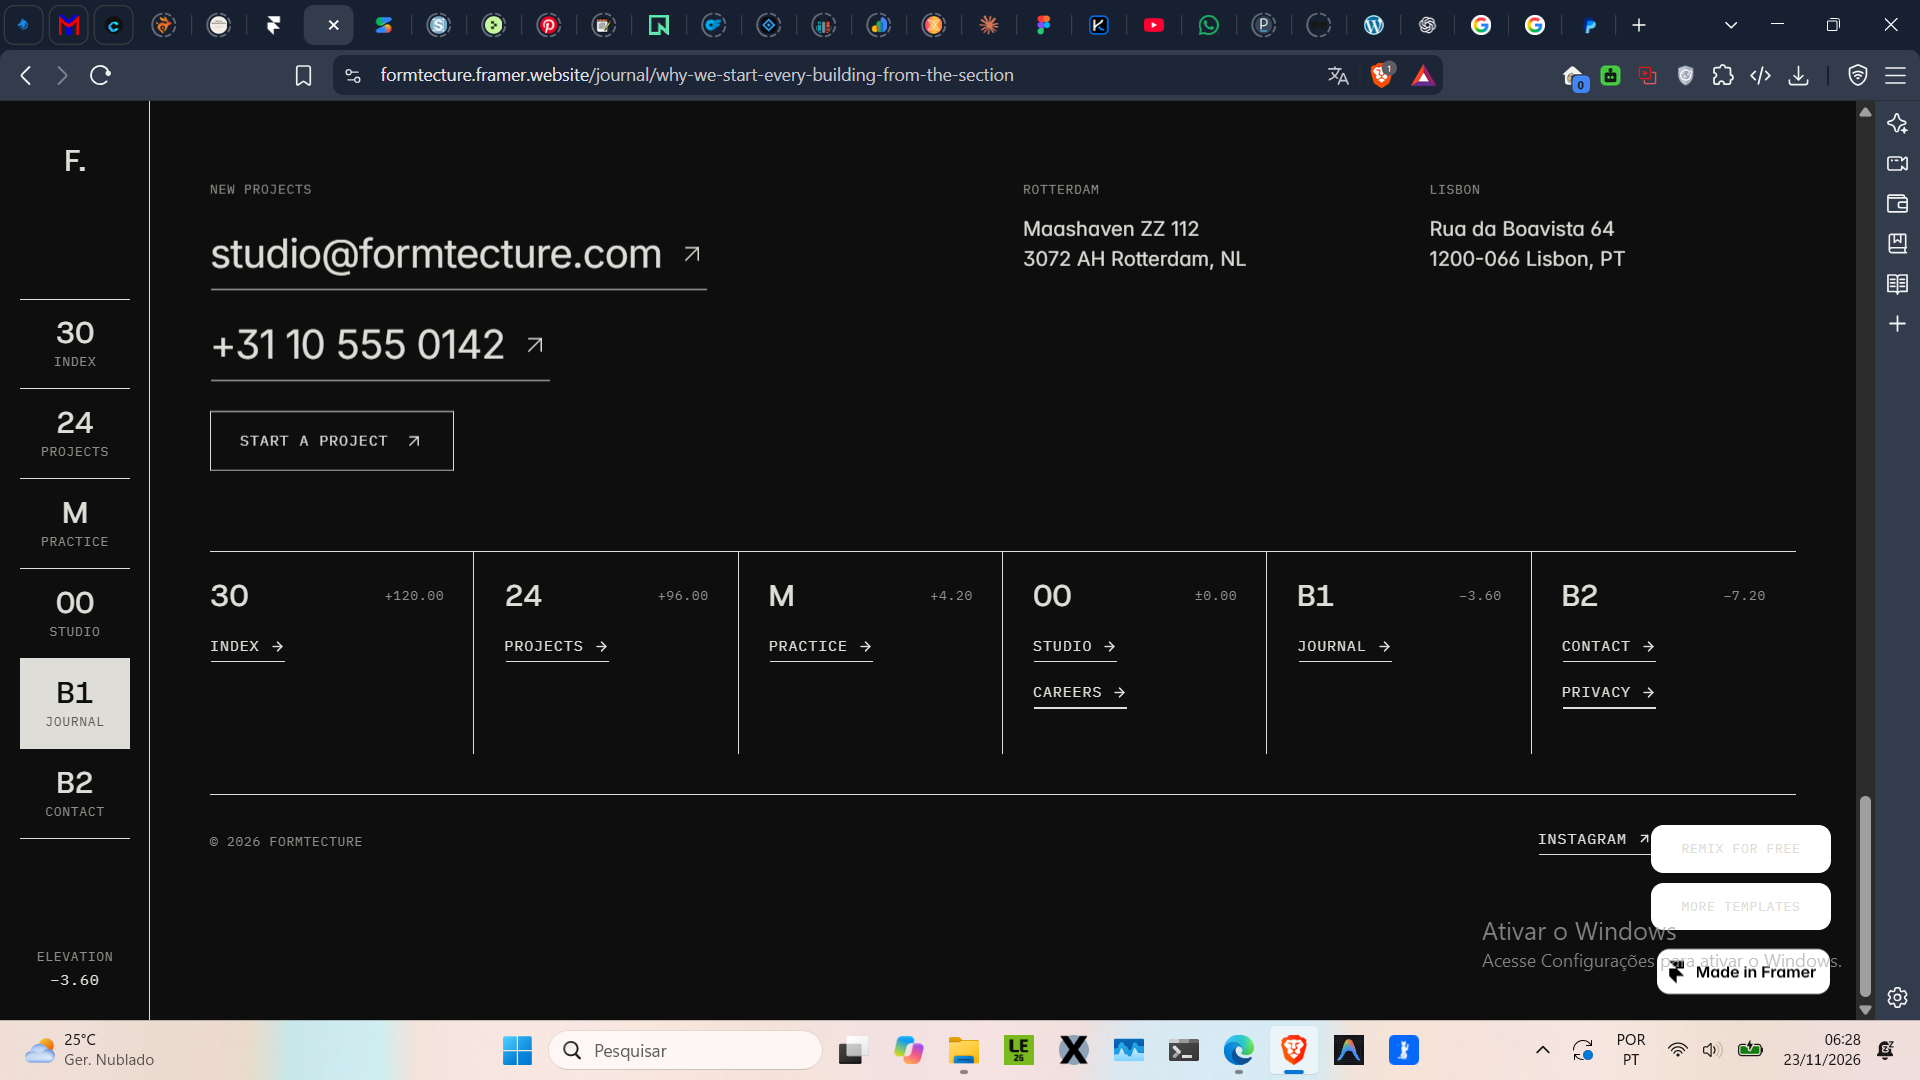 formtecture.framer.website/journal/why-we-start-every-building-from-the-section
1
0
F.
30
INDEX
24
PROJECTS
M
PRACTICE
00
STUDIO
B1
JOURNAL
B2
CONTACT
ELEVATION
−3.60
NEW PROJECTS
studio@formtecture.com
+31 10 555 0142
START A PROJECT
ROTTERDAM
Maashaven ZZ 112
3072 AH Rotterdam, NL
LISBON
Rua da Boavista 64
1200-066 Lisbon, PT
30 +120.00
INDEX →
24 +96.00
PROJECTS →
M +4.20
PRACTICE →
00 ±0.00
STUDIO →
CAREERS →
B1 −3.60
JOURNAL →
B2 −7.20
CONTACT →
PRIVACY →
© 2026 FORMTECTURE
INSTAGRAM
REMIX FOR FREE
MORE TEMPLATES
Ativar o Windows
Acesse Configurações para ativar o Windows.
Made in Framer
25°C
Ger. Nublado
Pesquisar
LE
26
POR
PT
06:28
23/11/2026